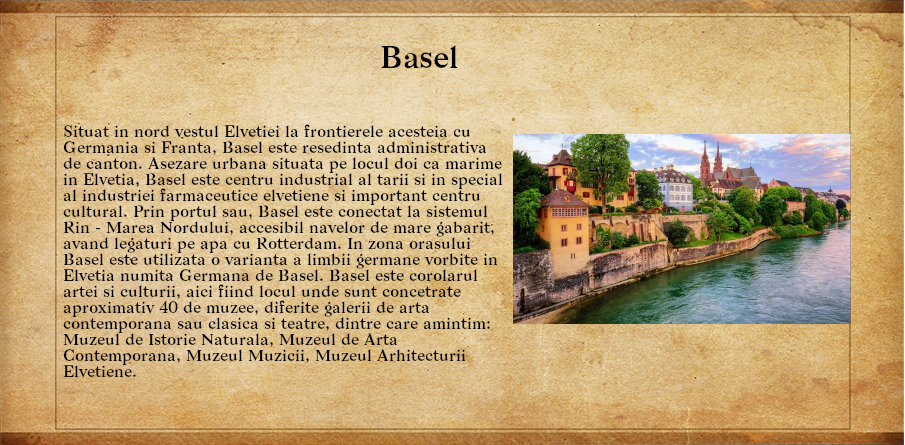 Basel
Situat in nord vestul Elvetiei la frontierele acesteia cu
Germania si Franta, Basel este resedinta administrativa
de canton. Asezare urbana situata pe locul doi ca marime
in Elvetia, Basel este centru industrial al tarii si in special
al industriei farmaceutice elvetiene si important centru
cultural. Prin portul sau, Basel este conectat la sistemul
Rin - Marea Nordului, accesibil navelor de mare gabarit,
avand legaturi pe apa cu Rotterdam. In zona orasului
Basel este utilizata o varianta a limbii germane vorbite in
Elvetia numita Germana de Basel. Basel este corolarul
artei si culturii, aici fiind locul unde sunt concetrate
aproximativ 40 de muzee, diferite galerii de arta
contemporana sau clasica si teatre, dintre care amintim:
Muzeul de Istorie Naturala, Muzeul de Arta
Contemporana, Muzeul Muzicii, Muzeul Arhitecturii
Elvetiene.